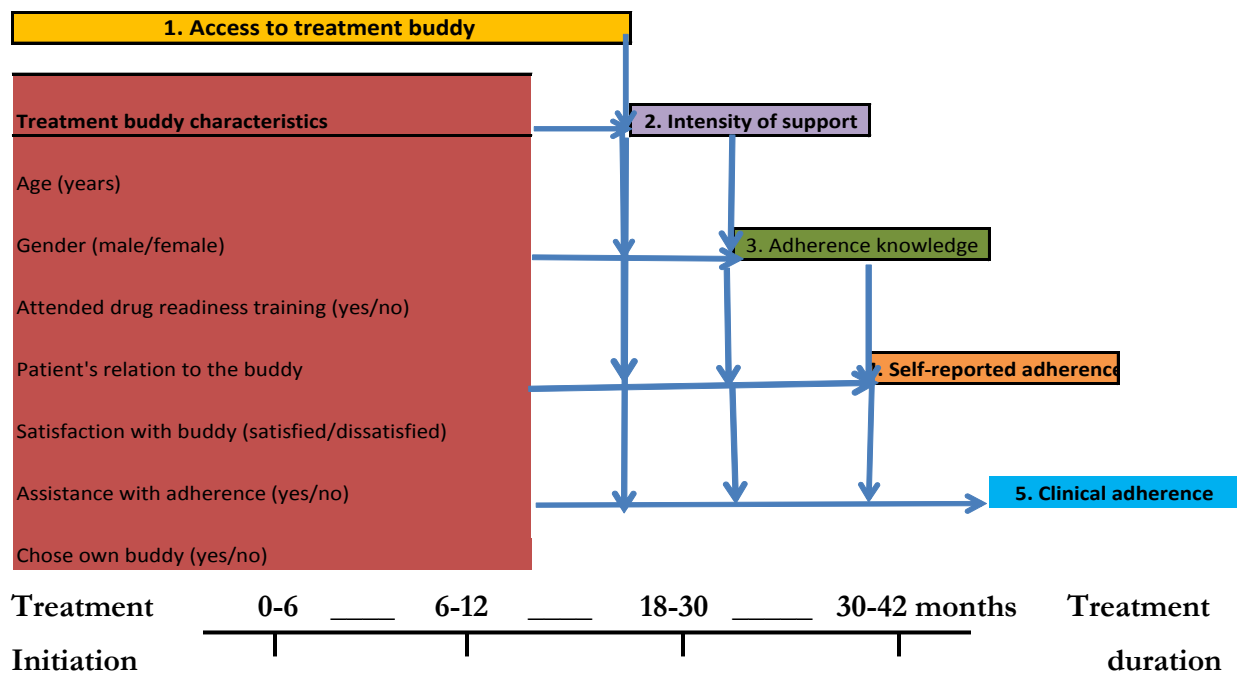 1. Access to treatment buddy
Treatment buddy characteristics
2. Intensity of support
Age (years)
Gender (male/female)
3. Adherence knowledge
Attended drug readiness training (yes/no)
Patient's relation to the buddy
. Self-reported adherence
Satisfaction with buddy (satisfied/dissatisfied)
Assistance with adherence (yes/no)
5. Clinical adherence
Chose own buddy (yes/no)
Treatment 0-6 ____ 6-12 ____ 18-30 _____ 30-42 months Treatment
Initiation duration